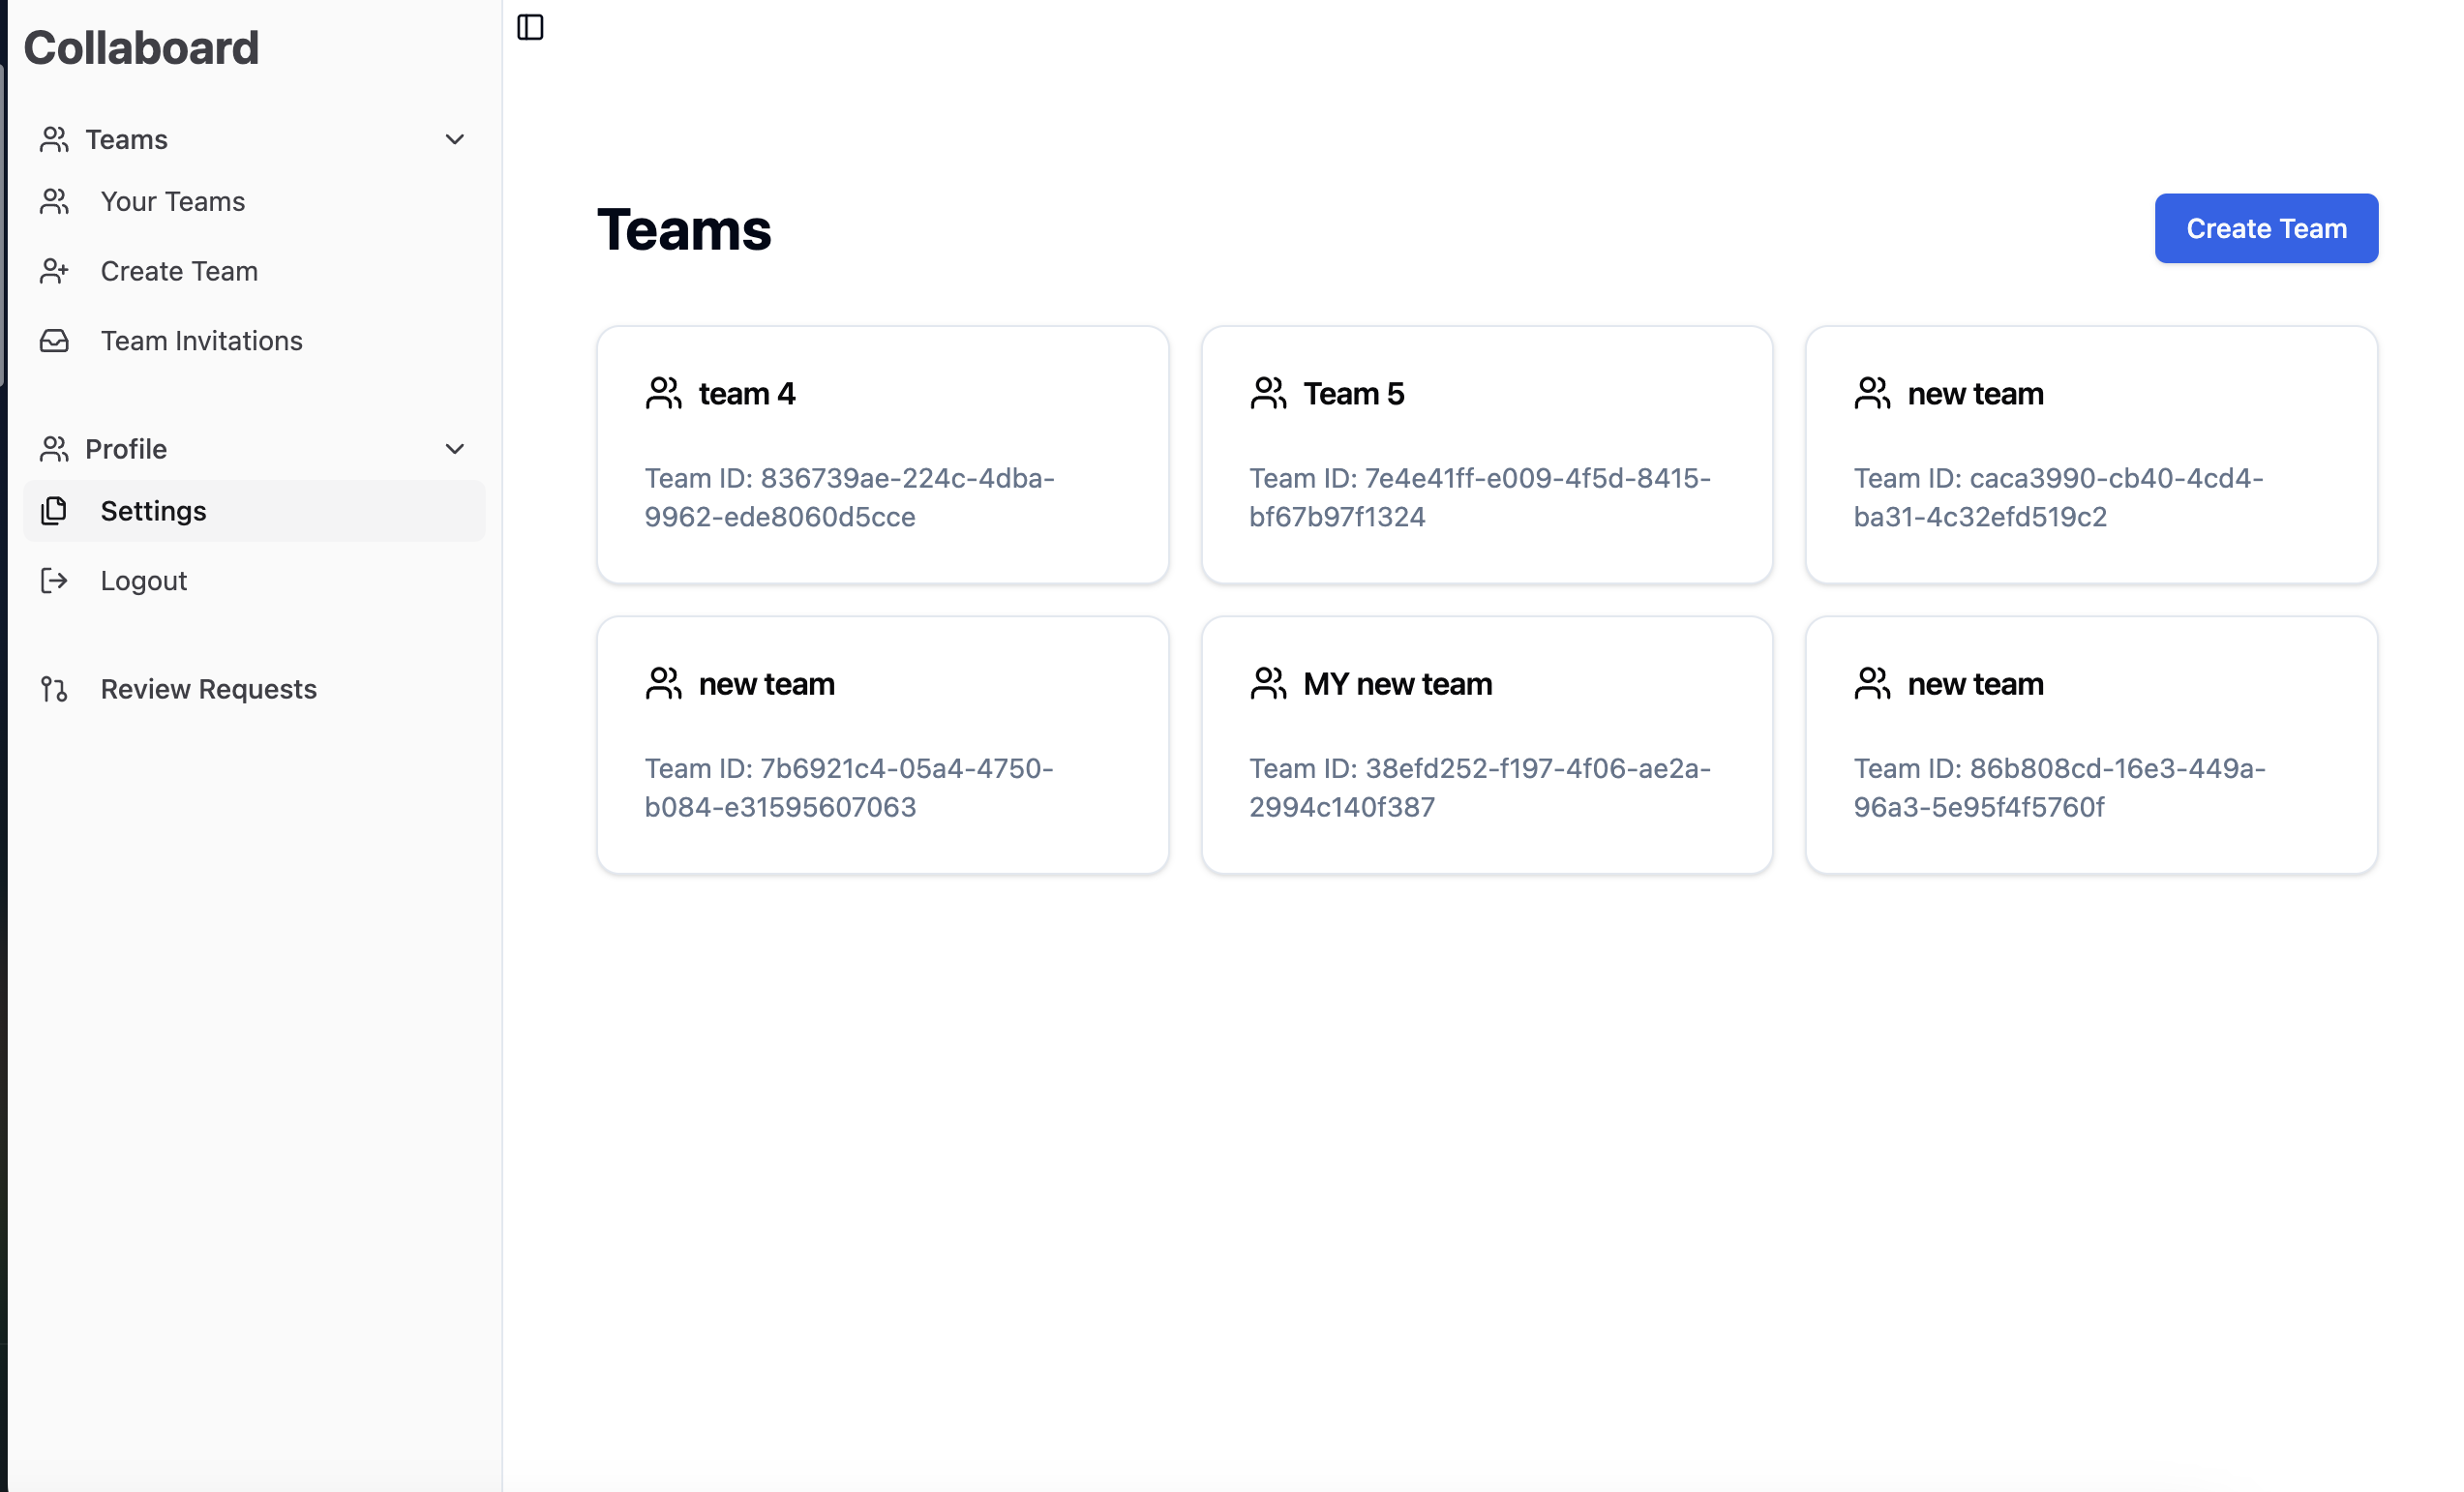 Collaboard
Teams
Your Teams
Create Team
Team Invitations
Profile
Settings
Logout
Review Requests
Teams
Create Team
team 4
Team ID: 836739ae-224c-4dba-
9962-ede8060d5cce
Team 5
Team ID: 7e4e41ff-e009-4f5d-8415-
bf67b97f1324
new team
Team ID: caca3990-cb40-4cd4-
ba31-4c32efd519c2
new team
Team ID: 7b6921c4-05a4-4750-
b084-e31595607063
MY new team
Team ID: 38efd252-f197-4f06-ae2a-
2994c140f387
new team
Team ID: 86b808cd-16e3-449a-
96a3-5e95f4f5760f